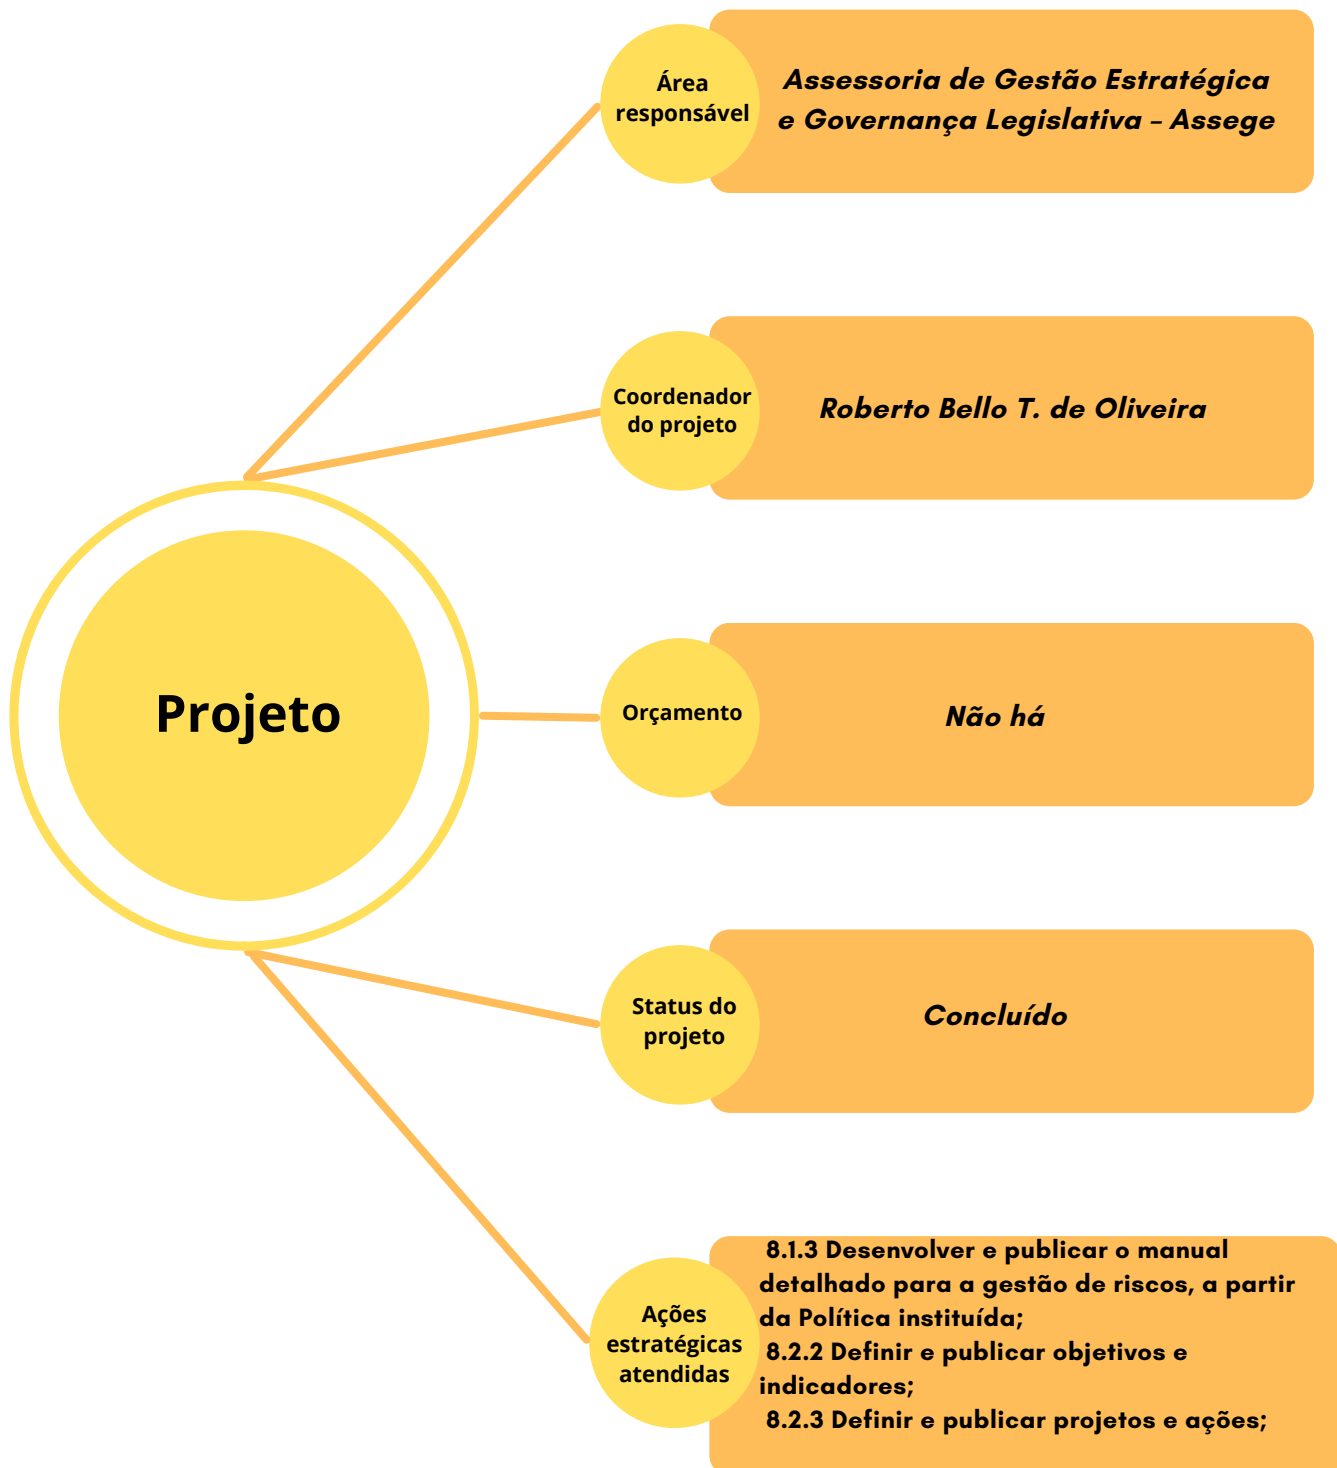 Projeto
Área
responsável
Assessoria de Gestão Estratégica
e Governança Legislativa – Assege
Coordenador
do projeto
Roberto Bello T. de Oliveira
Orçamento
Não há
Status do
projeto
Concluído
Ações
estratégicas
atendidas
8.1.3 Desenvolver e publicar o manual
detalhado para a gestão de riscos, a partir
da Política instituída;
8.2.2 Definir e publicar objetivos e
indicadores;
8.2.3 Definir e publicar projetos e ações;